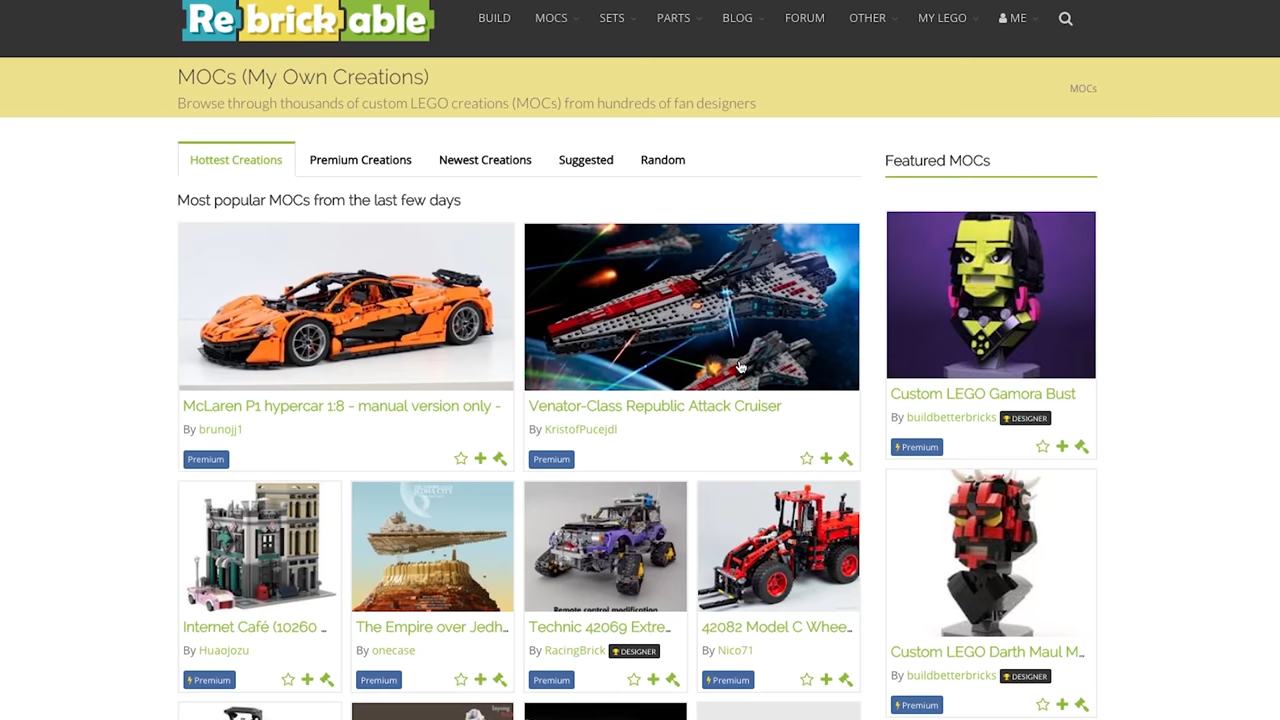 Rebrickable
BUILD MOCS SETS PARTS BLOG FORUM OTHER MY LEGO ME
MOCs (My Own Creations)
Browse through thousands of custom LEGO creations (MOCs) from hundreds of fan designers
MOCs
Hottest Creations Premium Creations Newest Creations Suggested Random
Featured MOCs
Most popular MOCs from the last few days
McLaren P1 hypercar 1:8 - manual version only -
By brunojj1
Premium
Venator-Class Republic Attack Cruiser
By KristofPucejdl
Premium
Custom LEGO Gamora Bust
By buildbetterbricks DESIGNER
Premium
Remote control modification
Internet Café (10260 ...
By Huaojozu
Premium
The Empire over Jedh...
By onecase
Premium
Technic 42069 Extre...
By RacingBrick DESIGNER
Premium
42082 Model C Whee...
By Nico71
Premium
Custom LEGO Darth Maul M...
By buildbetterbricks DESIGNER
Premium